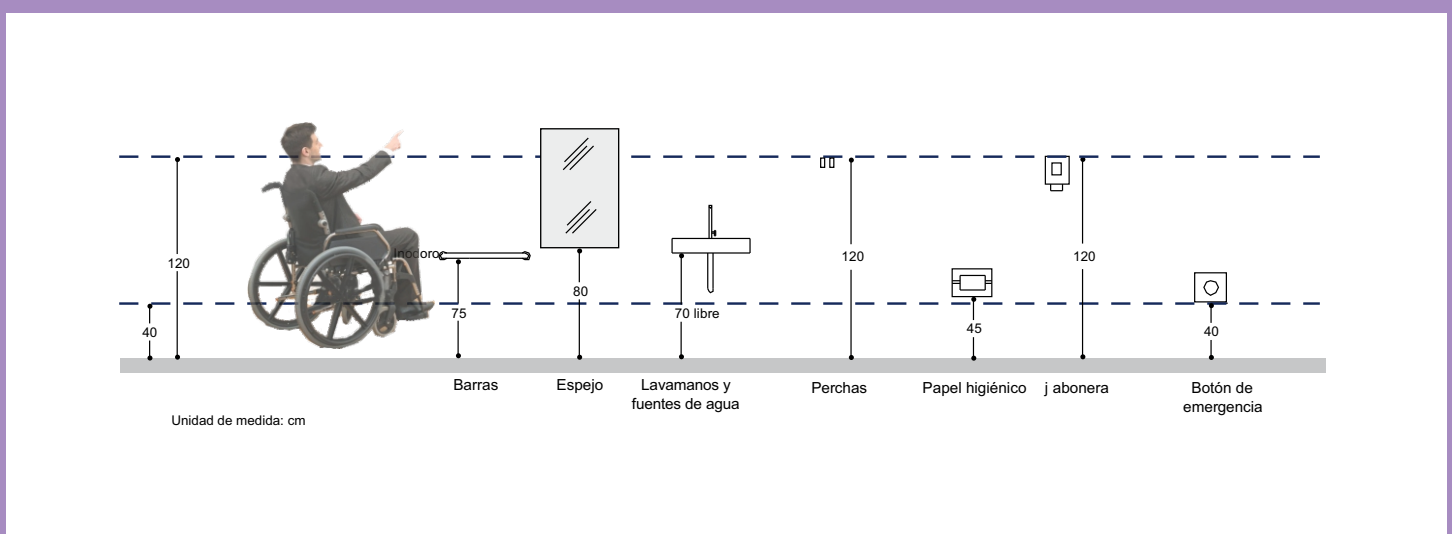 120
40
Inodoro
75
80
70 libre
120
45
120
40
Barras
Espejo
Lavamanos y
fuentes de agua
Perchas
Papel higiénico
j abonera
Botón de
emergencia
Unidad de medida: cm